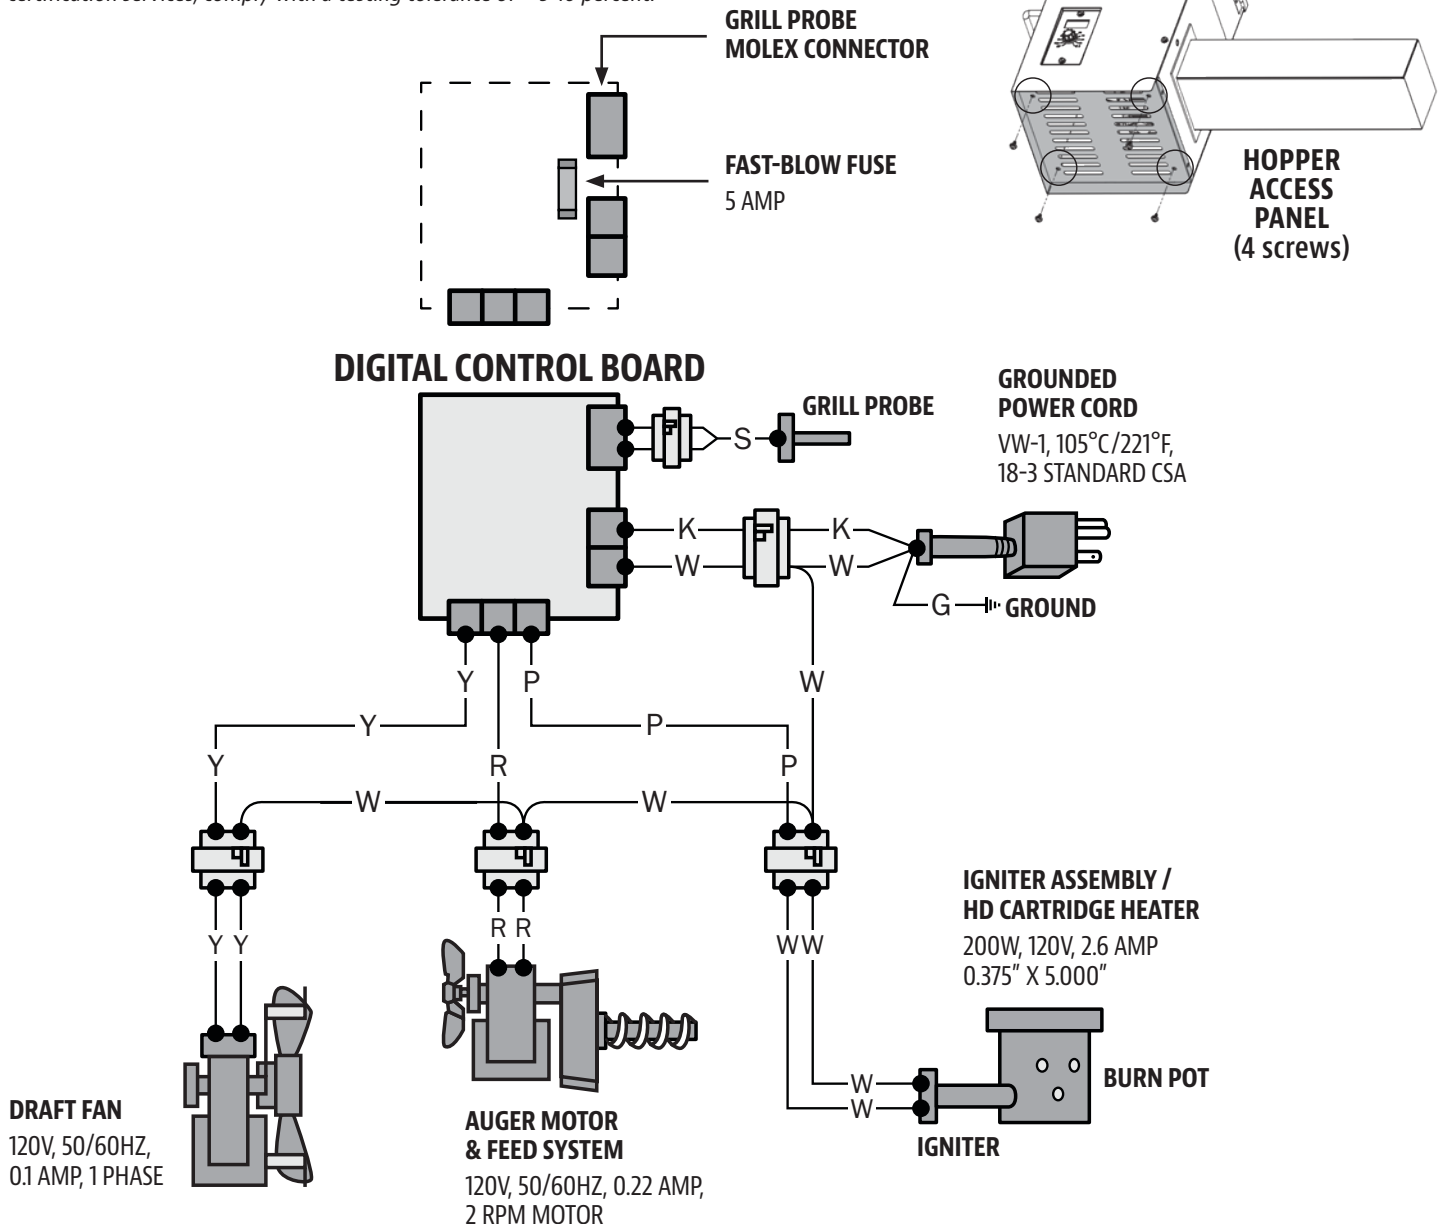 GRILL PROBE
MOLEX CONNECTOR
FAST-BLOW FUSE
5 AMP
HOPPER
ACCESS
PANEL
(4 screws)
DIGITAL CONTROL BOARD
GRILL PROBE
S
GROUNDED
POWER CORD
VW-1, 105°C/221°F,
18-3 STANDARD CSA
K
K
W
W
G
GROUND
Y
P
W
Y
P
Y
R
P
W
W
Y Y
R R
W W
IGNITER ASSEMBLY /
HD CARTRIDGE HEATER
200W, 120V, 2.6 AMP
0.375" X 5.000"
W
W
BURN POT
IGNITER
DRAFT FAN
120V, 50/60HZ,
0.1 AMP, 1 PHASE
AUGER MOTOR
& FEED SYSTEM
120V, 50/60HZ, 0.22 AMP,
2 RPM MOTOR